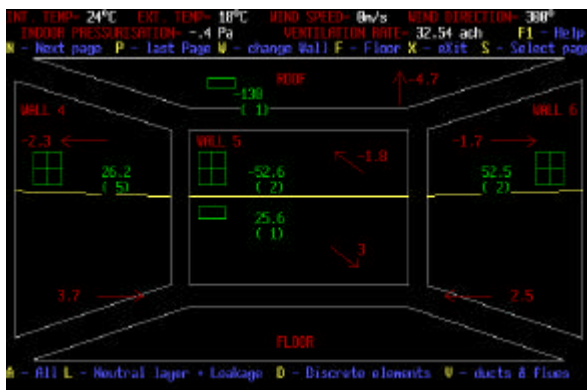 INT. TEMP= 24°C EXT. TEMP= 18°C WIND SPEED= 0m/s WIND DIRECTION= 300°
INDOOR PRESSURISATION= -.4 Pa VENTILATION RATE= 32.54 ach F1 - Help
N - Next page P - last Page W - change Wall F - Floor X - eXit S - Select page
ROOF
-4.7
-130
( 1)
WALL 4
WALL 6
-2.3
WALL 5
-1.8
-1.7
26.2
( 5)
-52.6
( 2)
52.5
( 2)
25.6
( 1)
3
3.7
2.5
FLOOR
A - All L - Neutral layer + Leakage D - Discrete elements V - ducts & flues